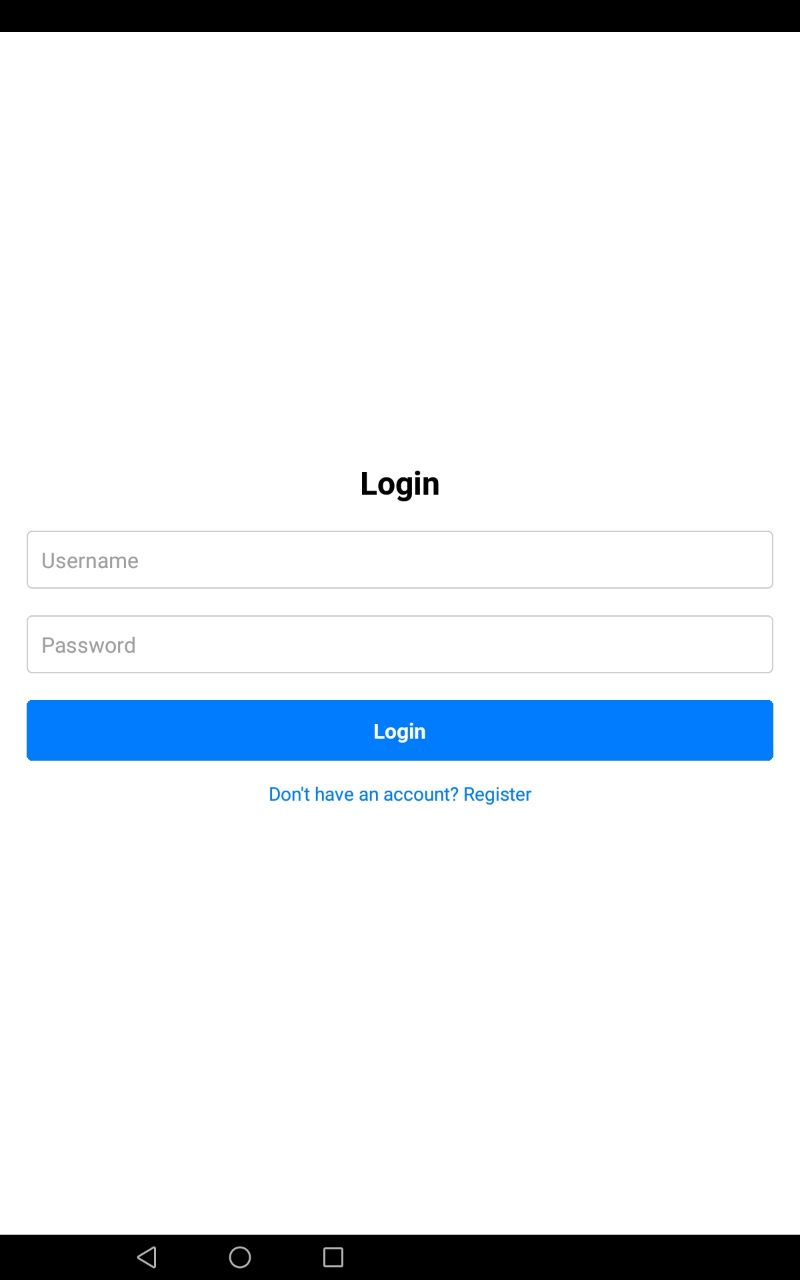 Login
Username
Password
Login
Don't have an account? Register